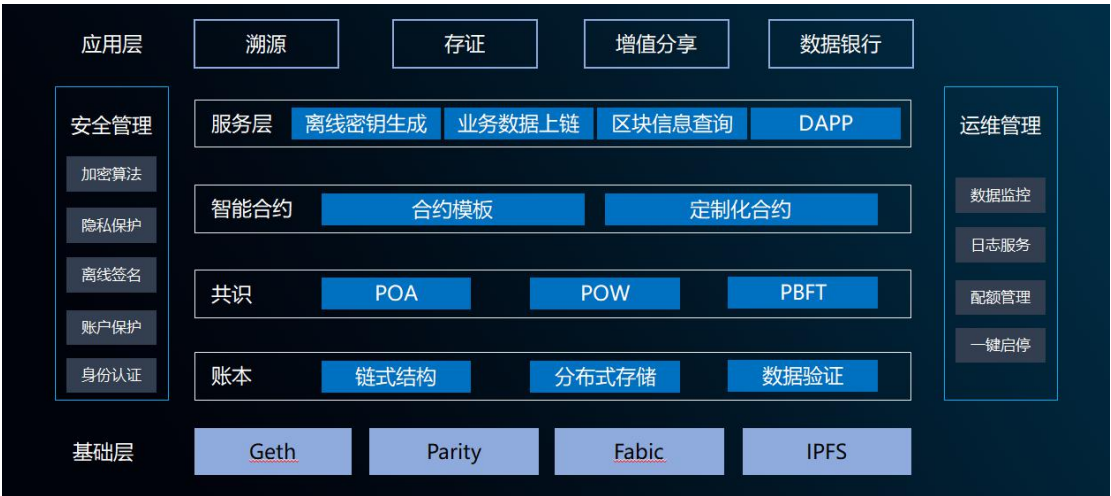 应用层 溯源 存证 增值分享 数据银行
安全管理
加密算法
隐私保护
离线签名
账户保护
身份认证
服务层 离线密钥生成 业务数据上链 区块信息查询 DAPP
智能合约 合约模板 定制化合约
共识 POA POW PBFT
账本 链式结构 分布式存储 数据验证
运维管理
数据监控
日志服务
配额管理
一键启停
基础层 Geth Parity Fabic IPFS